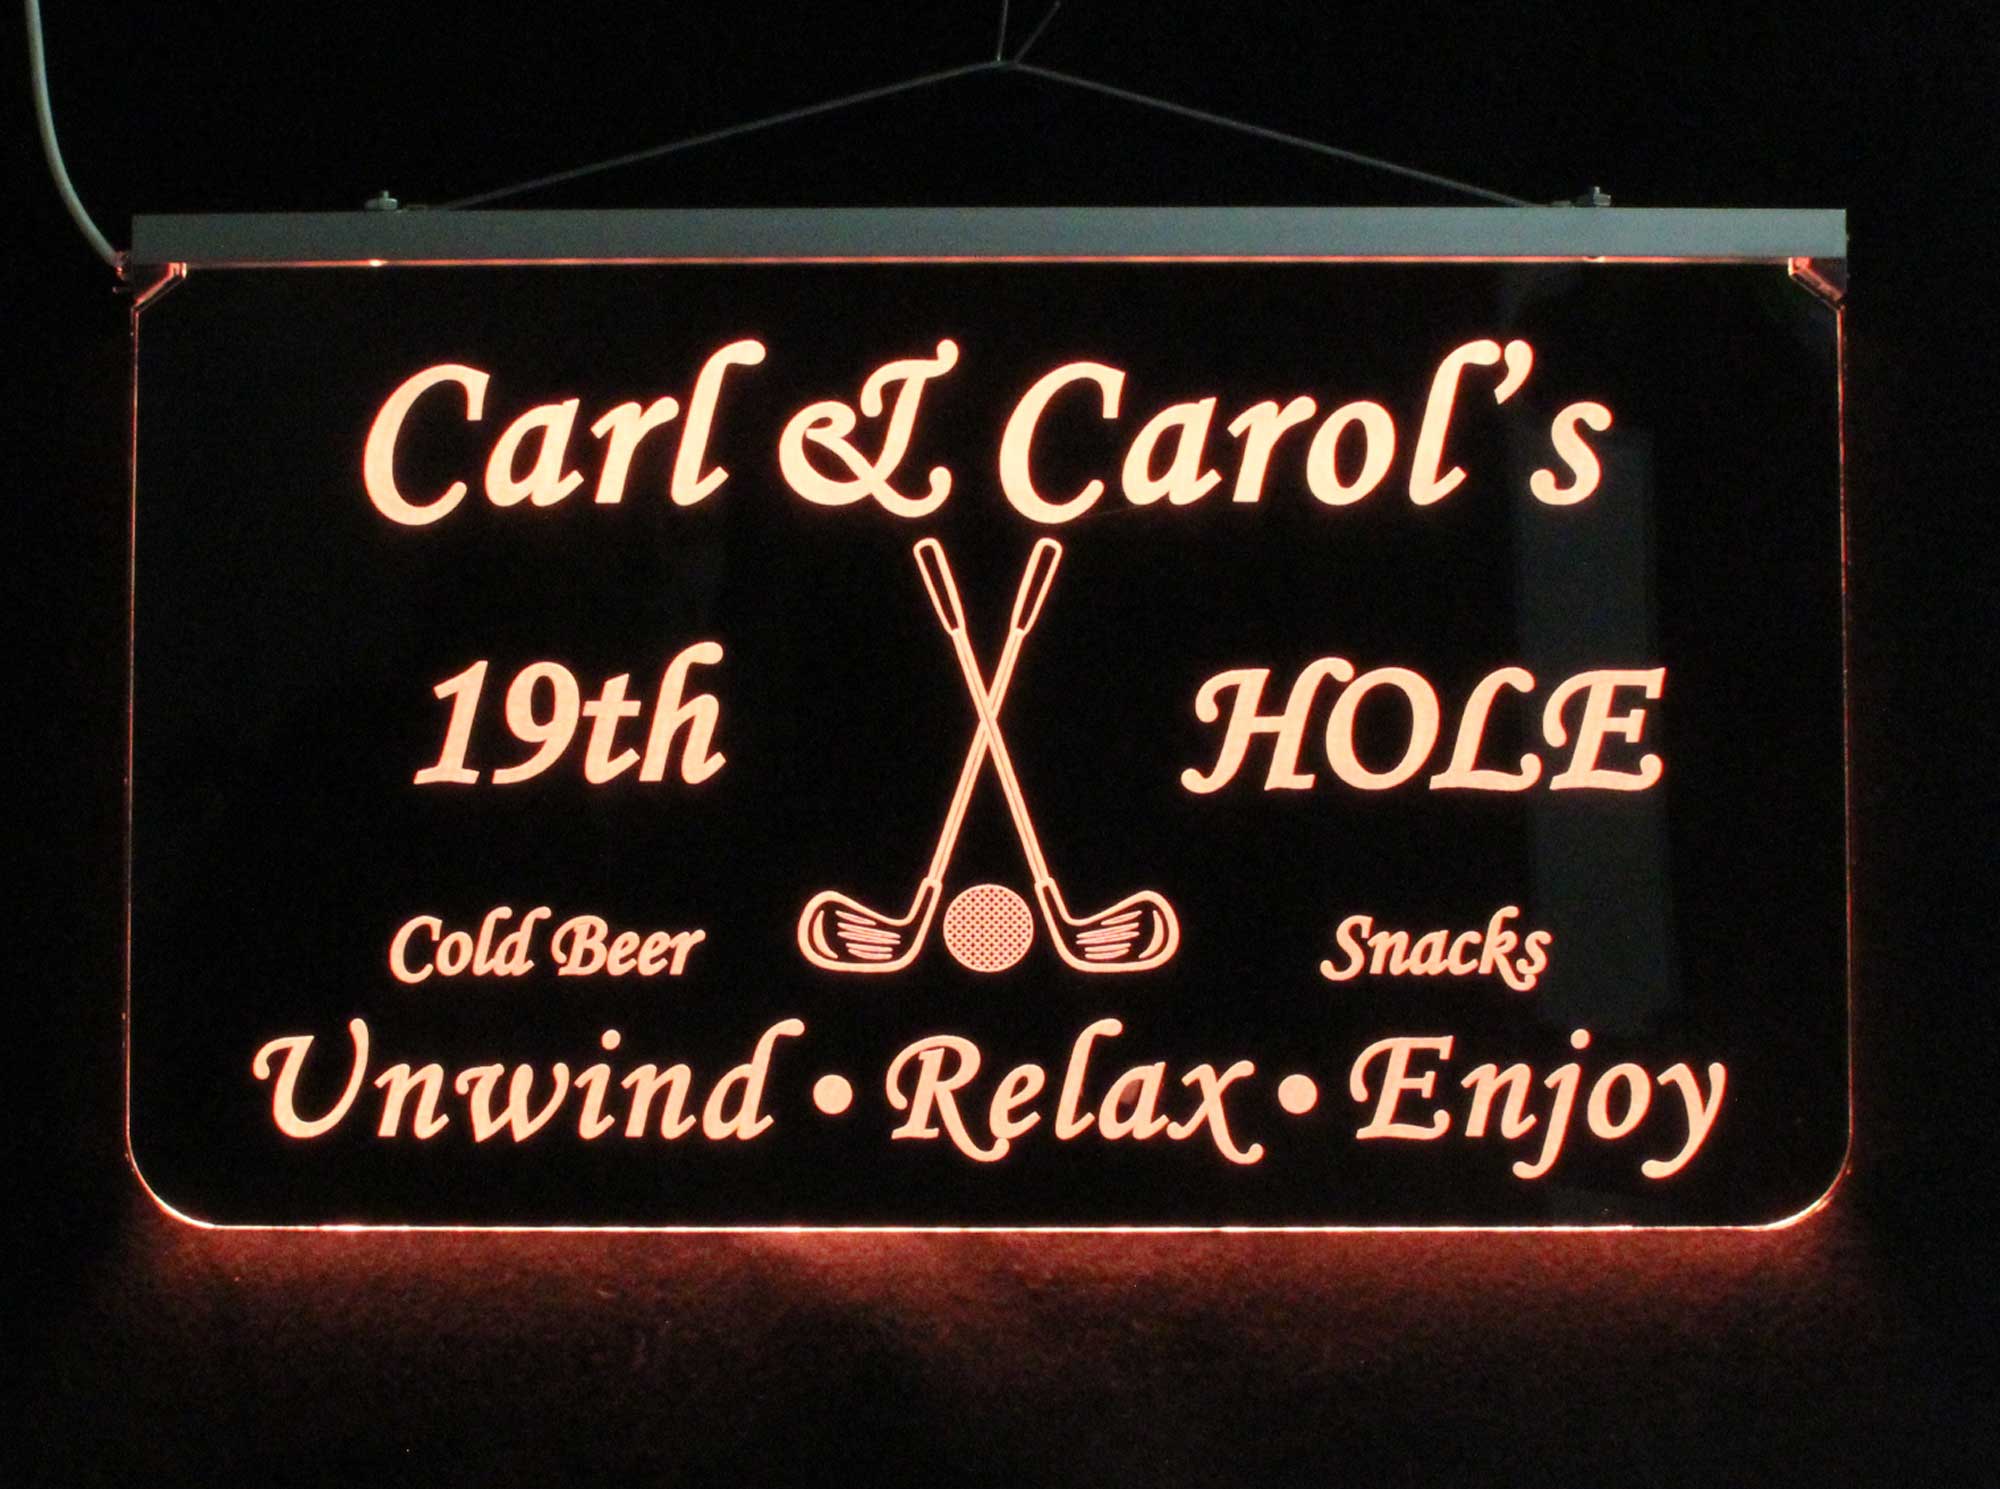 Carl & Carol's
19th HOLE
Cold Beer Snacks
Unwind • Relax • Enjoy